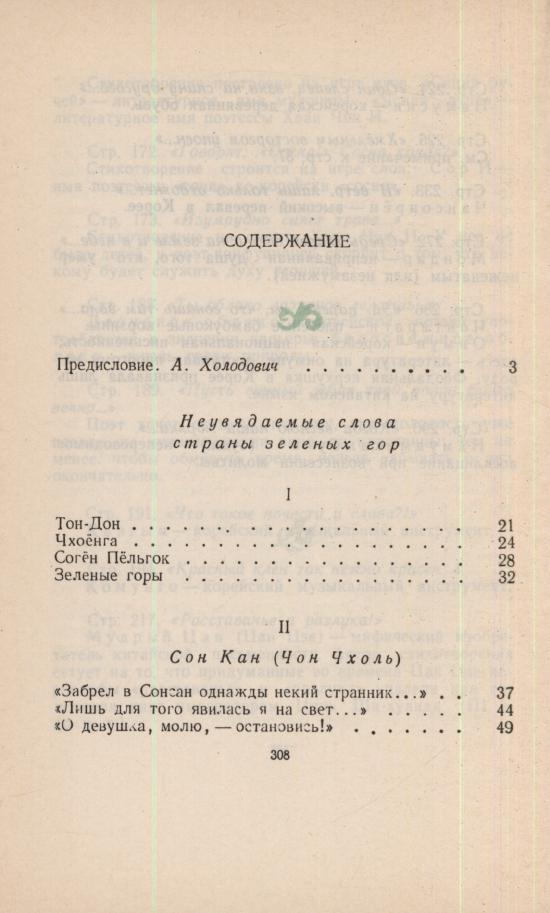 СОДЕРЖАНИЕ
Предисловие. А. Холодович . . . . . . . . . . 3
Неувядаемые слова
страны зеленых гор
I
Тон-Дон . . . . . . . . . . . . . . . . . . 21
Чхоёнга . . . . . . . . . . . . . . . . . . 24
Согён Пёльгок . . . . . . . . . . . . . . . 28
Зеленые горы . . . . . . . . . . . . . . . 32
II
Сон Кан (Чон Чхоль)
«Забрел в Сонсан однажды некий странник...» . . 37
«Лишь для того явилась я на свет...» . . . . . . 44
«О девушка, молю, — остановись!» . . . . . . . 49
308